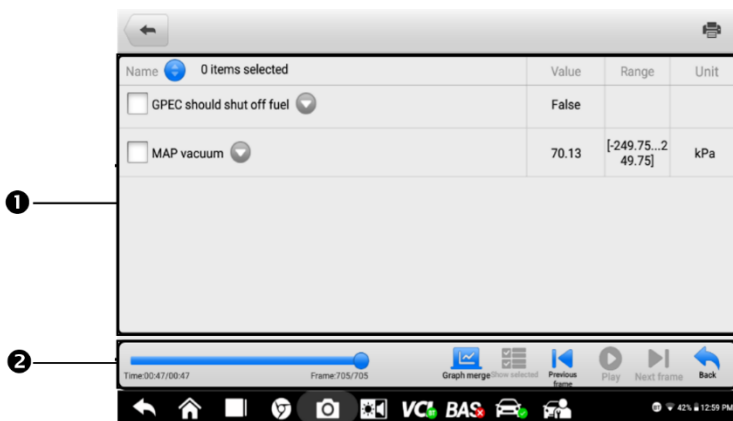 Name 0 items selected Value Range Unit
GPEC should shut off fuel False
MAP vacuum 70.13 [-249.75...2
49.75] kPa
❶
❷
Time:00:47/00:47 Frame:705/705 Graph merge Show selected Previous
frame Play Next frame Back
VCI BAS 42% 12:59 PM